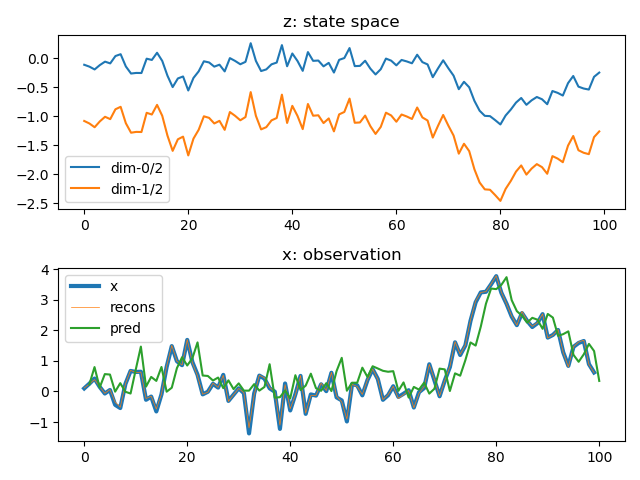 z: state space
0.0
−0.5
−1.0
−1.5
−2.0
−2.5
dim-0/2
dim-1/2
0 20 40 60 80 100
x: observation
4
3
2
1
0
−1
x
recons
pred
0 20 40 60 80 100